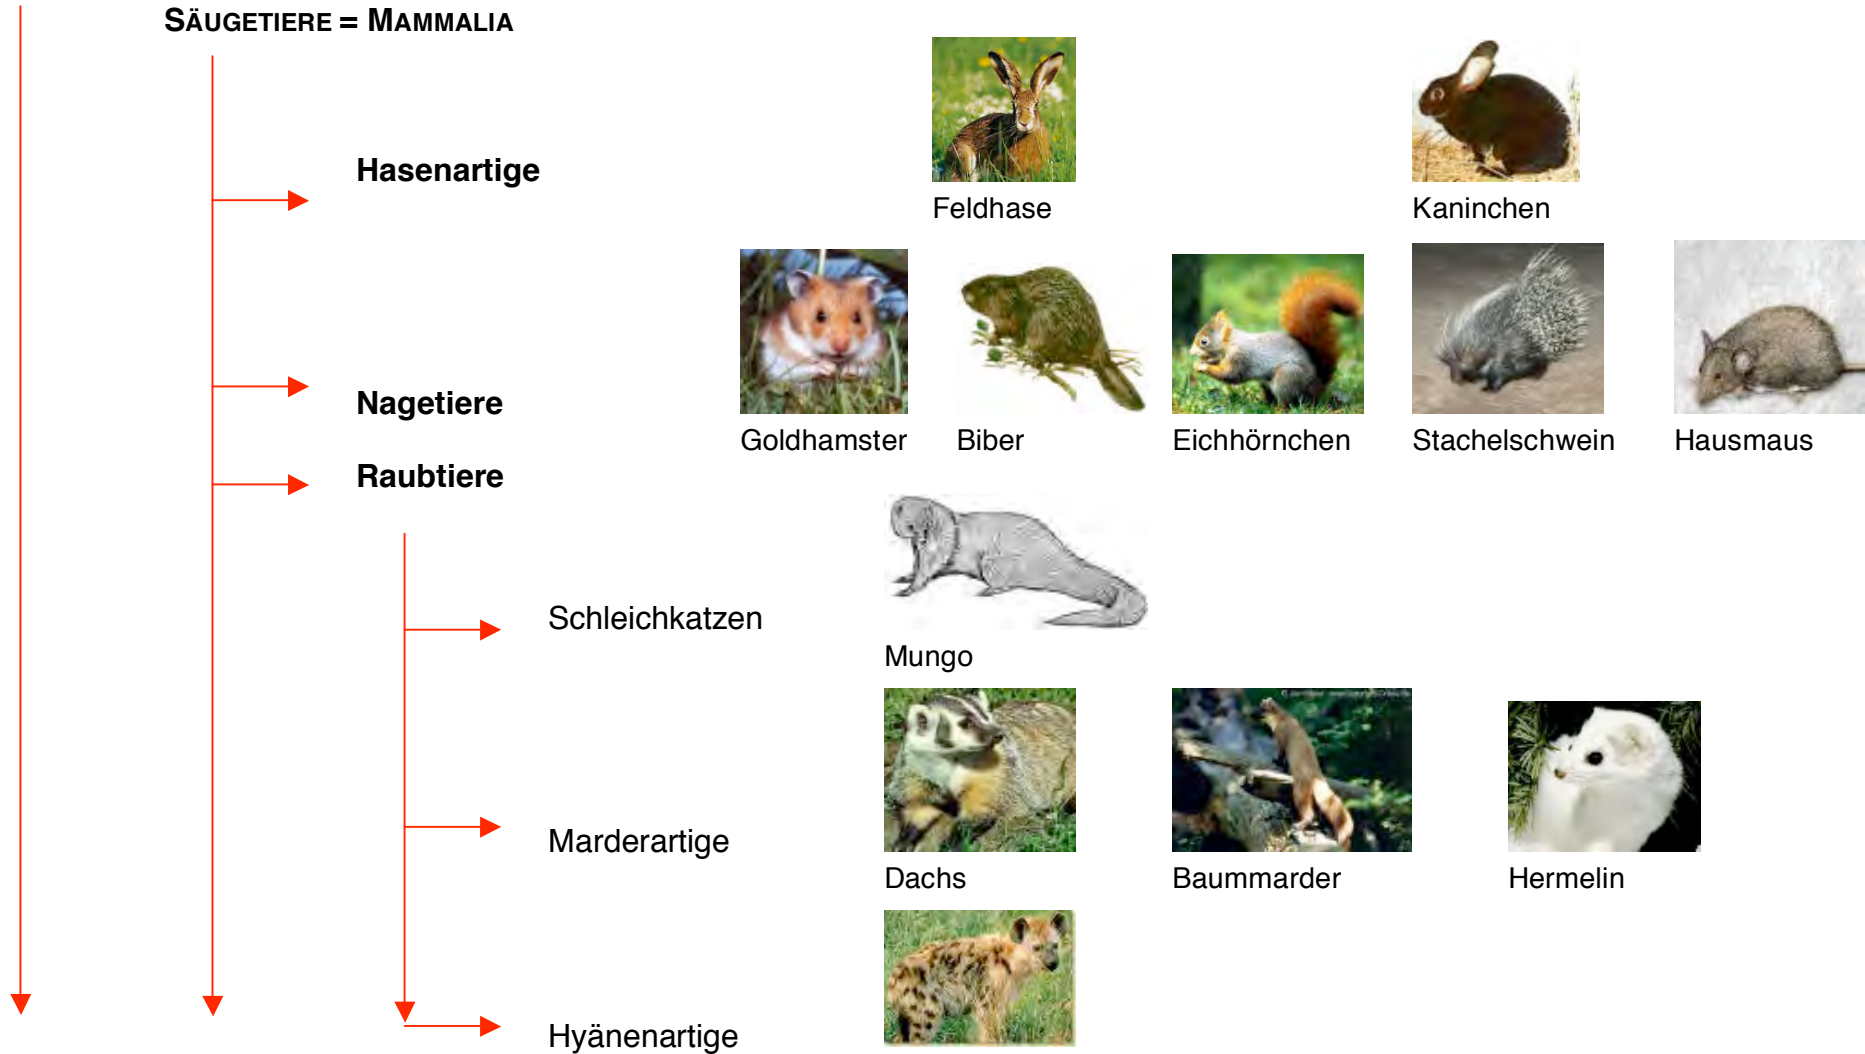 SÄUGETIERE = MAMMALIA
Hasenartige
Feldhase Kaninchen
Nagetiere
Goldhamster Biber Eichhörnchen Stachelschwein Hausmaus
Raubtiere
Schleichkatzen
Mungo
Marderartige
Dachs Baummarder Hermelin
Hyänenartige